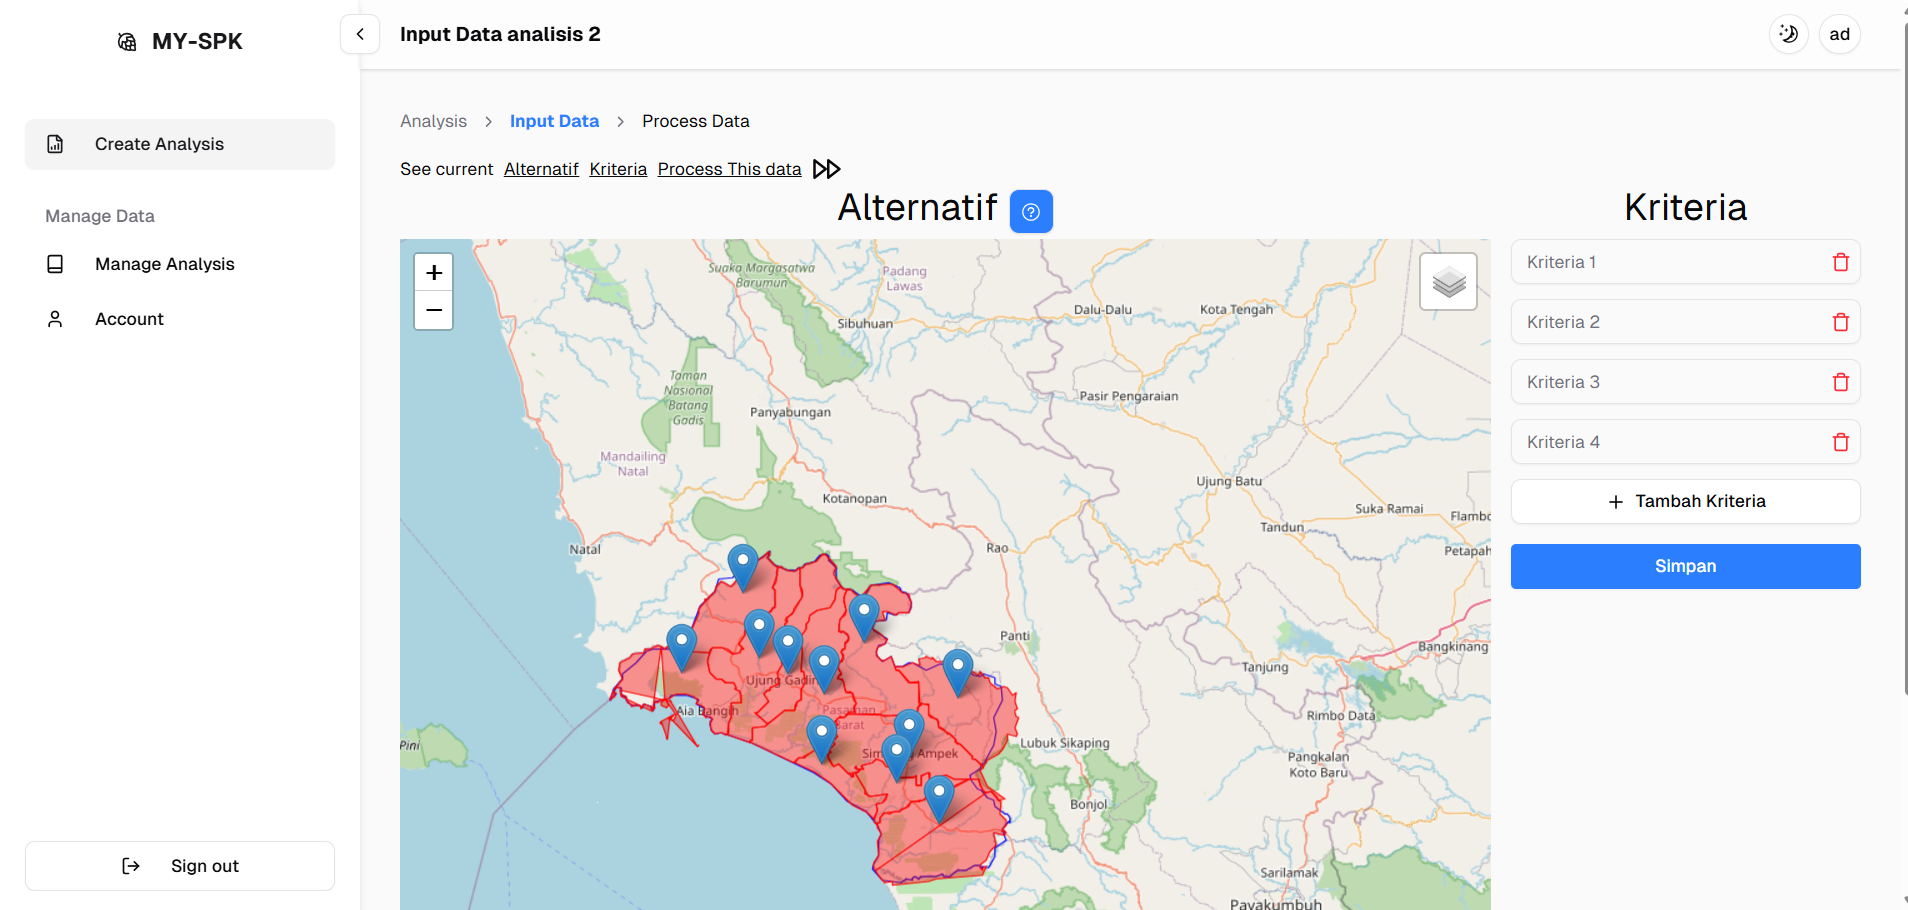 MY-SPK
Input Data analisis 2
ad
Create Analysis
Manage Data
Manage Analysis
Account
Sign out
Analysis > Input Data > Process Data
See current Alternatif Kriteria Process This data
Alternatif
Kriteria
+
−
Kriteria 1
Kriteria 2
Kriteria 3
Kriteria 4
+ Tambah Kriteria
Simpan
Suaka Margasatwa
Barumun
Padang
Lawas
Sibuhuan
Dalu-Dalu
Kota Tengah
Taman
Nasional
Batang
Gadis
Panyabungan
Pasir Pengaraian
Mandailing
Natal
Kotanopan
Ujung Batu
Suka Ramai
Flambo
Tandun
Petapah
Natal
Rao
Panti
Bangkinang
Tanjung
Ujung Gadin
Aia Bangih
Pasaman
Barat
Rimbo Data
Pini
Sim Ampek
Lubuk Sikaping
Pangkalan
Koto Baru
Bonjol
Sarilamak
Payakumbuh